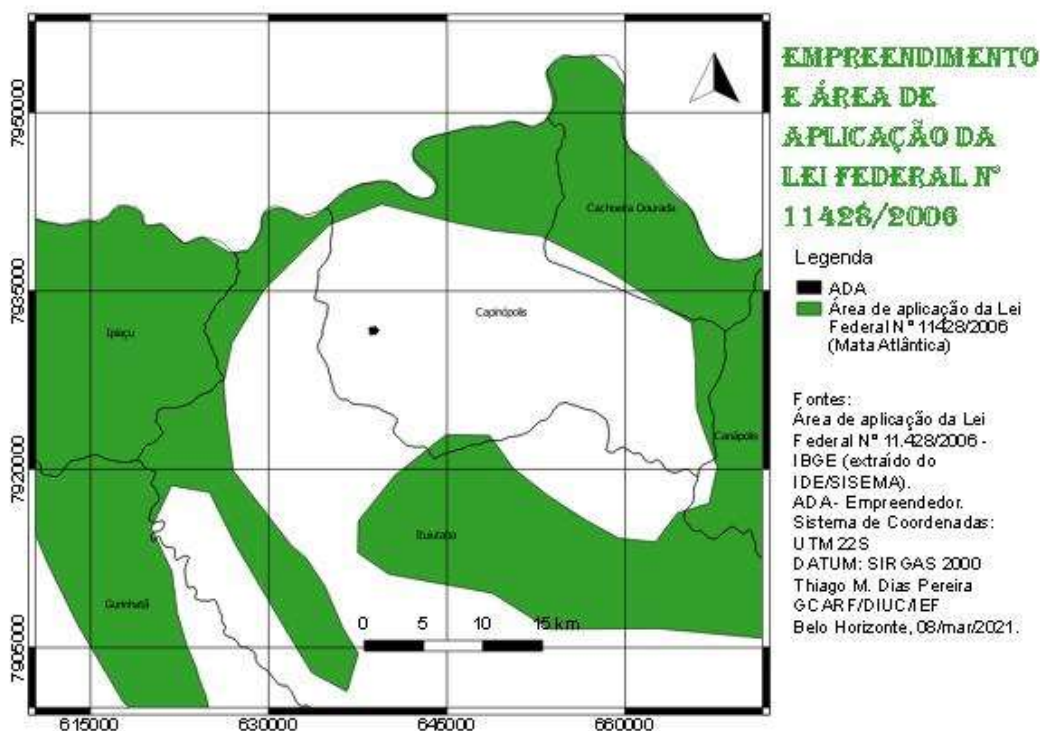 EMPREENDIMENTO
E ÁREA DE
APLICAÇÃO DA
LEI FEDERAL Nº
11428/2006
Legenda
ADA
Área de aplicação da Lei
Federal Nº 11428/2006
(Mata Atlântica)
Fontes:
Área de aplicação da Lei
Federal Nº 11.428/2006 -
IBGE (extraído do
IDE/SISEMA).
ADA- Empreendedor.
Sistema de Coordenadas:
UTM 22S
DATUM: SIRGAS 2000
Thiago M. Dias Pereira
GCARF/DIUC/IEF
Belo Horizonte, 08/mar/2021.
7950000
7935000
7920000
7905000
615000
630000
645000
660000
Cachoeira Dourada
Ipiaçu
Capinópolis
Canápolis
Ituiutaba
Gurinhatã
0 5 10 15 km